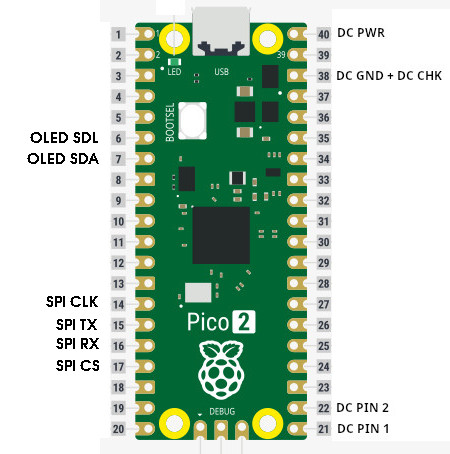 1 1 40 DC PWR
2 2 39 39
LED USB
3 38 DC GND + DC CHK
4 37
5 BOOTSEL 36
OLED SDL 6 35
OLED SDA 7 34
8 33
9 32
10 31
11 30
12 29
13 28
SPI CLK 14 27
SPI TX 15 Pico 2 26
SPI RX 16 25
SPI CS 17 24
18 23
19 DEBUG 22 DC PIN 2
20 21 DC PIN 1